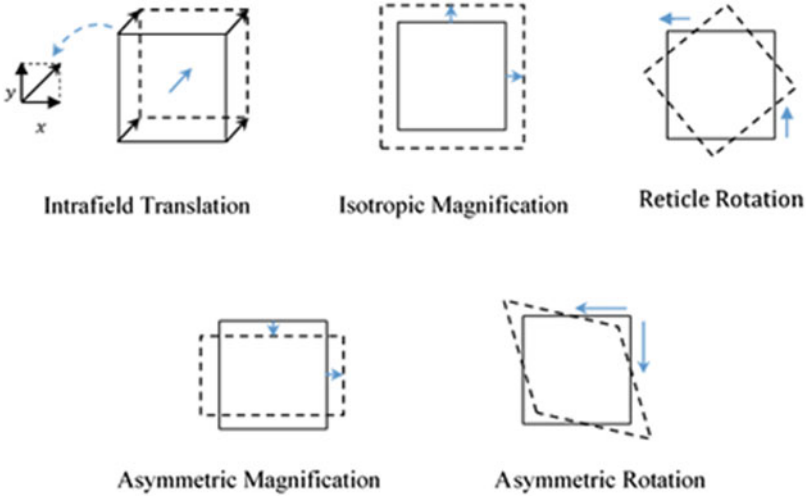 y
x
Intrafield Translation
Isotropic Magnification
Reticle Rotation
Asymmetric Magnification
Asymmetric Rotation